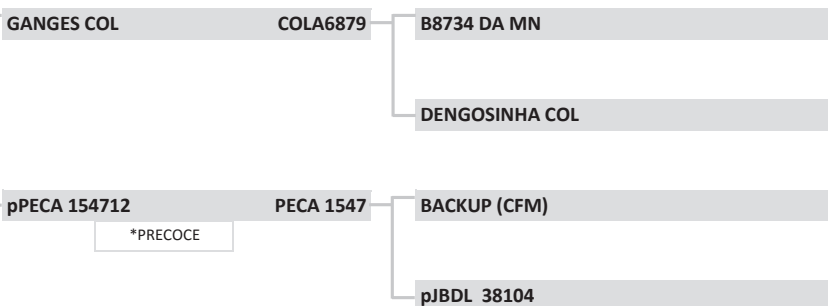 GANGES COL COLA6879 B8734 DA MN
DENGOSINHA COL
pPECA 154712 PECA 1547 BACKUP (CFM)
*PRECOCE
pJBDL 38104